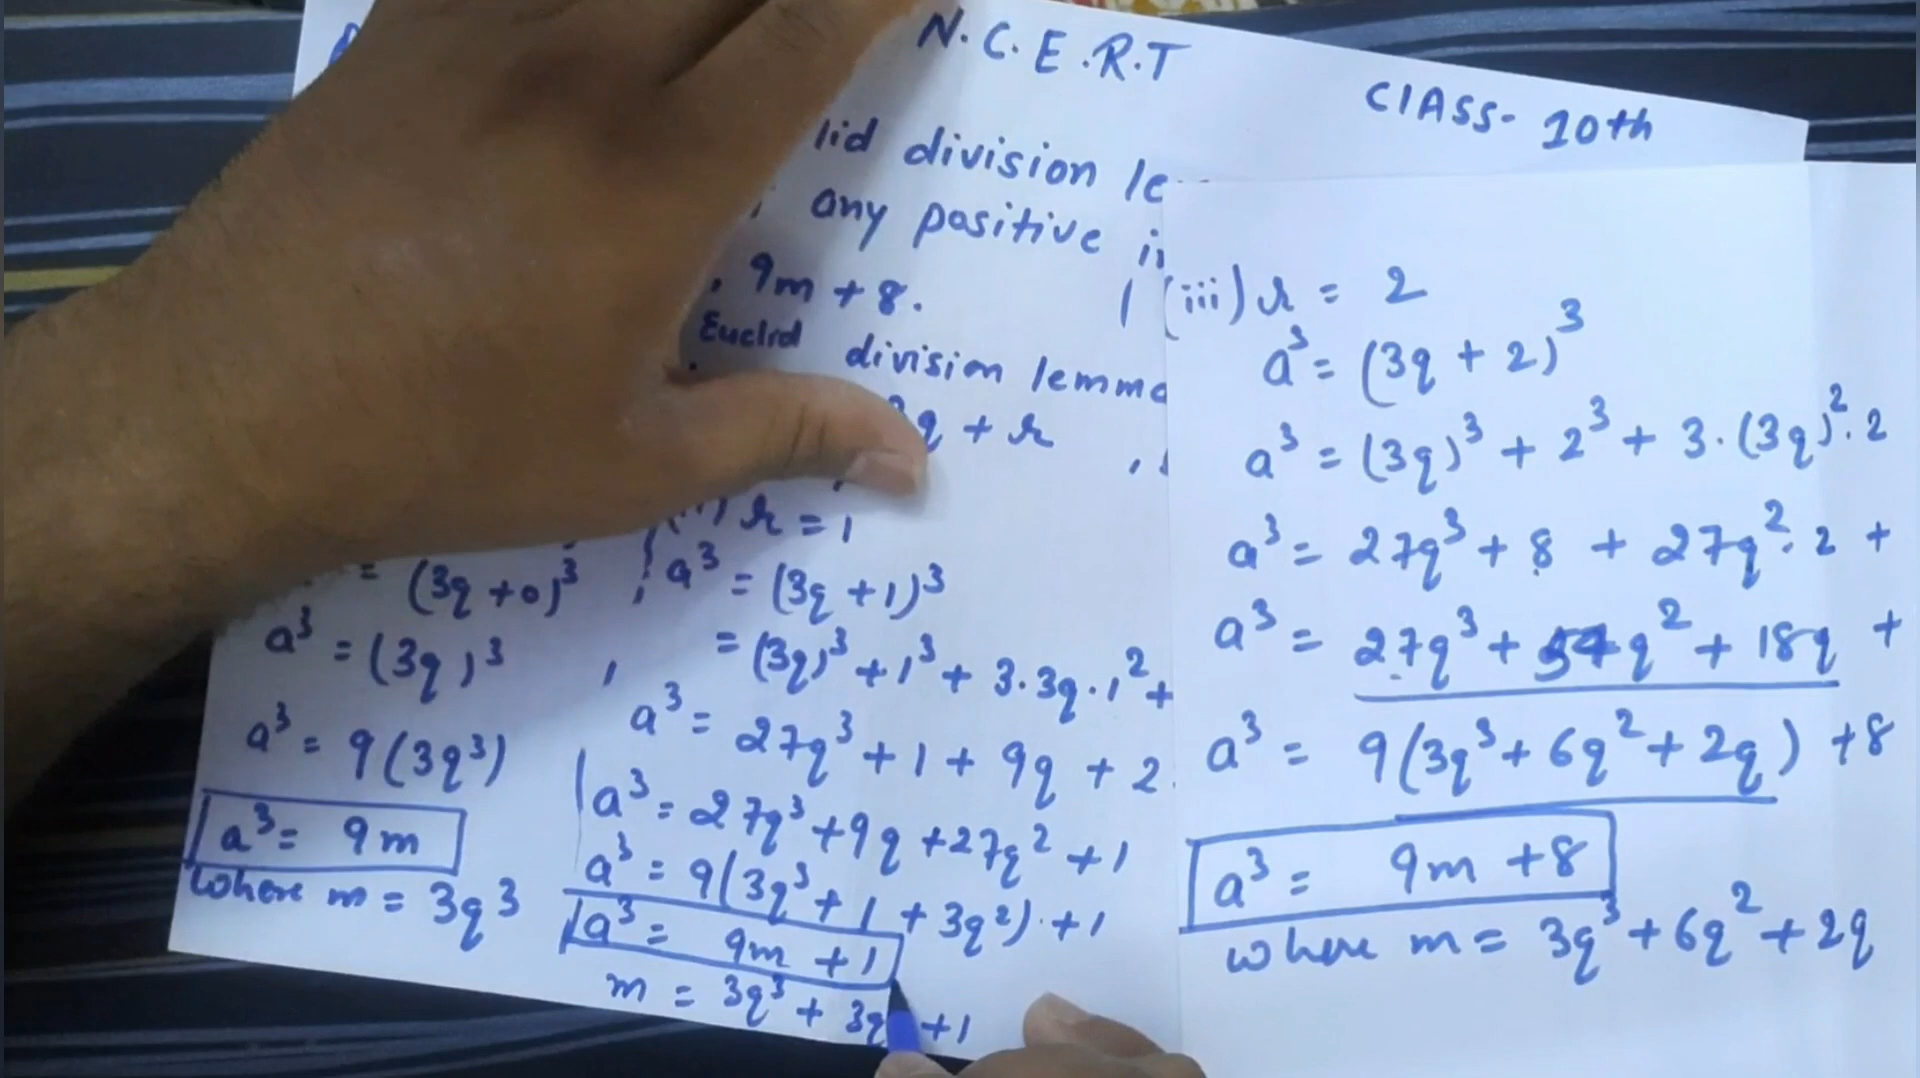 N.C.E.R.T
CLASS- 10th
lid division le
any positive
9m + 8.
Euclid division lemma
q + r
r = 1
= (3q + 0)³
a³ = (3q)³
a³ = 9(3q³)
a³ = 9m
where m = 3q³
a³ = (3q + 1)³
= (3q)³ + 1³ + 3.3q.1² +
a³ = 27q³ + 1 + 9q + 2
a³ = 27q³ + 9q + 27q² + 1
a³ = 9(3q³ + 1 + 3q²) + 1
a³ = 9m + 1
m = 3q³ + 3q + 1
(iii) r = 2
a³ = (3q + 2)³
a³ = (3q)³ + 2³ + 3.(3q)².2
a³ = 27q³ + 8 + 27q².2 +
a³ = 27q³ + 54q² + 18q +
a³ = 9(3q³ + 6q² + 2q) + 8
a³ = 9m + 8
where m = 3q³ + 6q² + 2q